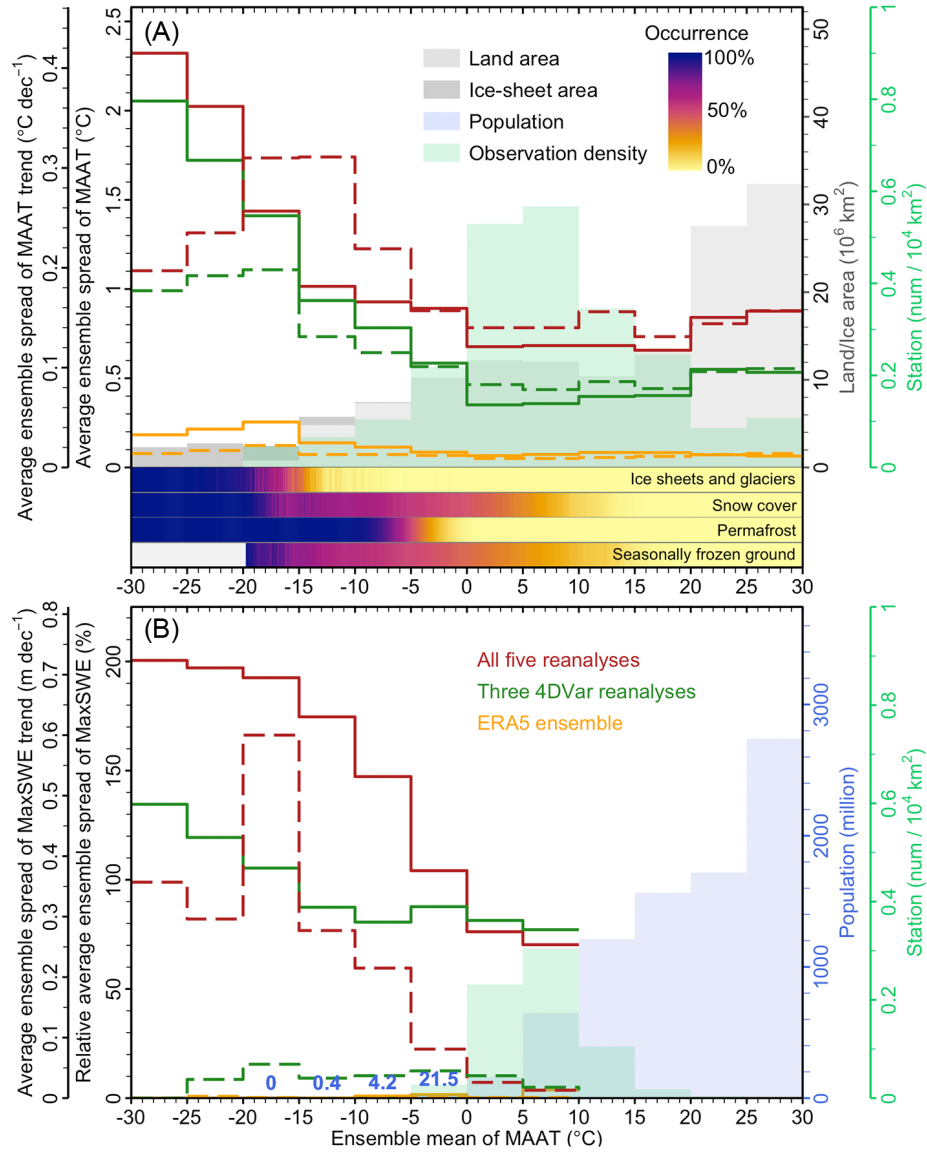 (A)
Average ensemble spread of MAAT trend (°C dec⁻¹)
0 0.1 0.2 0.3 0.4
Average ensemble spread of MAAT (°C)
0 0.5 1 1.5 2 2.5
Land area
Ice-sheet area
Population
Observation density
Occurrence
100%
50%
0%
Land/Ice area (10⁶ km²)
0 10 20 30 40 50
Station (num / 10⁴ km²)
0 0.2 0.4 0.6 0.8 1
Ice sheets and glaciers
Snow cover
Permafrost
Seasonally frozen ground
-30 -25 -20 -15 -10 -5 0 5 10 15 20 25 30
(B)
Average ensemble spread of MaxSWE trend (m dec⁻¹)
0 0.1 0.2 0.3 0.4 0.5 0.6 0.7 0.8
Relative average ensemble spread of MaxSWE (%)
0 50 100 150 200
All five reanalyses
Three 4DVar reanalyses
ERA5 ensemble
0 0.4 4.2 21.5
Population (million)
0 1000 2000 3000
Station (num / 10⁴ km²)
0 0.2 0.4 0.6 0.8 1
-30 -25 -20 -15 -10 -5 0 5 10 15 20 25 30
Ensemble mean of MAAT (°C)